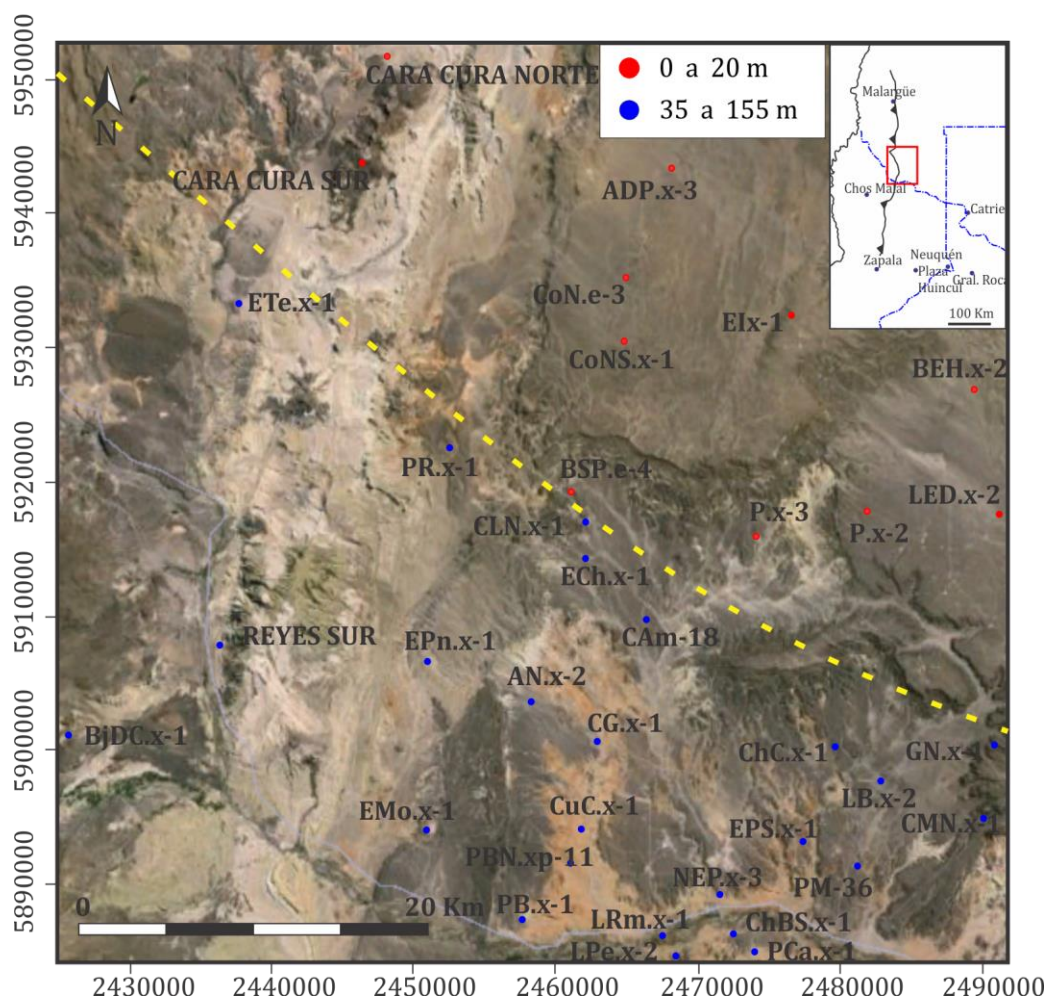 0 a 20 m
35 a 155 m
Malargüe
Chos Malal
Catrie
Zapala
Neuquén
Plaza
Huincul
Gral. Roca
100 Km
N
CARA CURA NORTE
CARA CURA SUR
ADP.x-3
CoN.e-3
ETe.x-1
EIx-1
CoNS.x-1
BEH.x-2
PR.x-1
BSP.e-4
CLN.x-1
P.x-3
LED.x-2
P.x-2
ECh.x-1
REYES SUR
EPn.x-1
CAm-18
AN.x-2
BjDC.x-1
CG.x-1
ChC.x-1
GN.x-1
LB.x-2
EMo.x-1
CuC.x-1
CMN.x-1
EPS.x-1
PBN.xp-11
NEP.x-3
PM-36
PB.x-1
LRm.x-1
ChBS.x-1
LPe.x-2
PCa.x-1
0 20 Km
5950000
5940000
5930000
5920000
5910000
5900000
5890000
2430000 2440000 2450000 2460000 2470000 2480000 2490000